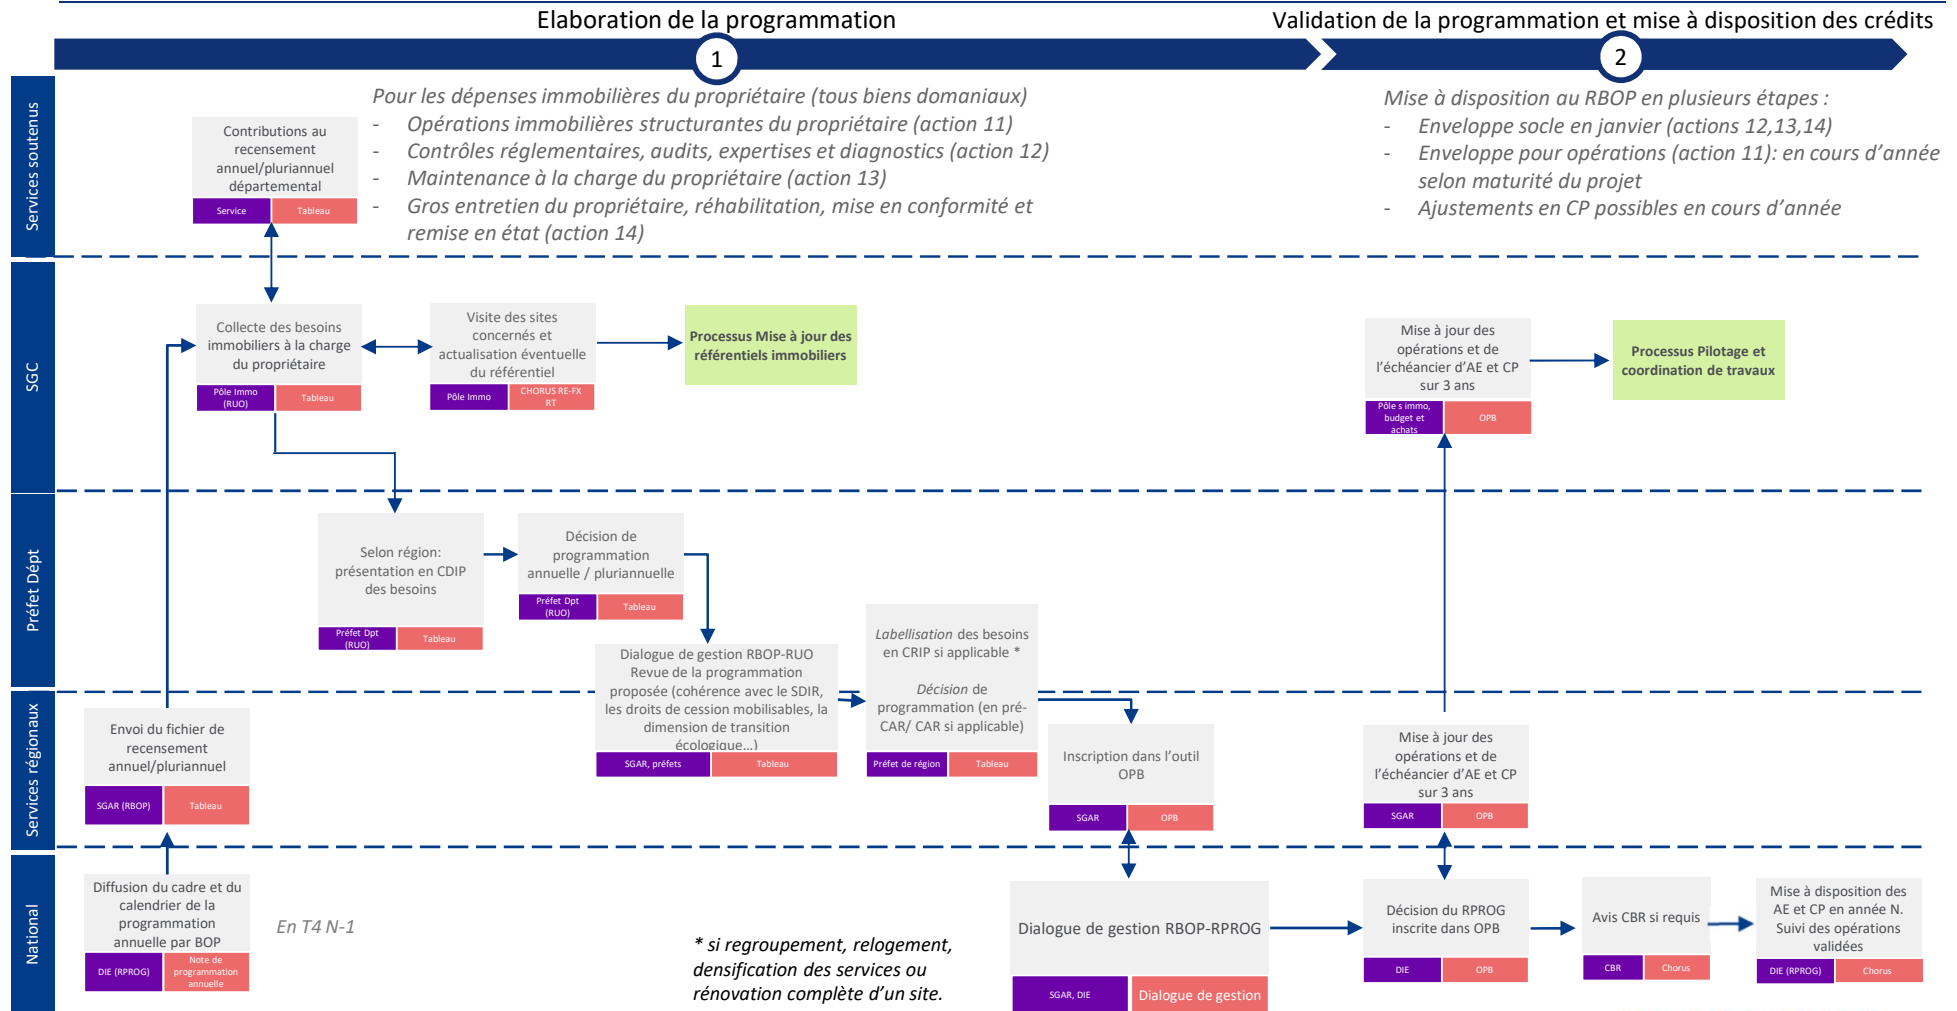 Elaboration de la programmation
Validation de la programmation et mise à disposition des crédits
1
2
Services soutenus
Contributions au
recensement
annuel/pluriannuel
départemental
Service
Tableau
Pour les dépenses immobilières du propriétaire (tous biens domaniaux)
- Opérations immobilières structurantes du propriétaire (action 11)
- Contrôles réglementaires, audits, expertises et diagnostics (action 12)
- Maintenance à la charge du propriétaire (action 13)
- Gros entretien du propriétaire, réhabilitation, mise en conformité et
remise en état (action 14)
Mise à disposition au RBOP en plusieurs étapes :
- Enveloppe socle en janvier (actions 12,13,14)
- Enveloppe pour opérations (action 11): en cours d'année
selon maturité du projet
- Ajustements en CP possibles en cours d'année
SGC
Collecte des besoins
immobiliers à la charge
du propriétaire
Pôle Immo
(RUO)
Tableau
Visite des sites
concernés et
actualisation éventuelle
du référentiel
Pôle Immo
CHORUS RE-FX
RT
Processus Mise à jour des
référentiels immobiliers
Mise à jour des
opérations et de
l'échéancier d'AE et CP
sur 3 ans
Pôle s immo,
budget et
achats
OPB
Processus Pilotage et
coordination de travaux
Préfet Dépt
Selon région:
présentation en CDIP
des besoins
Préfet Dpt
(RUO)
Tableau
Décision de
programmation
annuelle / pluriannuelle
Préfet Dpt
(RUO)
Tableau
Dialogue de gestion RBOP-RUO
Revue de la programmation
proposée (cohérence avec le SDIR,
les droits de cession mobilisables, la
dimension de transition
écologique...)
SGAR, préfets
Tableau
Labellisation des besoins
en CRIP si applicable *
Décision de
programmation (en pré-
CAR/ CAR si applicable)
Préfet de région
Tableau
Services régionaux
Envoi du fichier de
recensement
annuel/pluriannuel
SGAR (RBOP)
Tableau
Inscription dans l'outil
OPB
SGAR
OPB
Mise à jour des
opérations et de
l'échéancier d'AE et CP
sur 3 ans
SGAR
OPB
National
Diffusion du cadre et du
calendrier de la
programmation
annuelle par BOP
DIE (RPROG)
Note de
programmation
annuelle
En T4 N-1
* si regroupement, relogement,
densification des services ou
rénovation complète d'un site.
Dialogue de gestion RBOP-RPROG
SGAR, DIE
Dialogue de gestion
Décision du RPROG
inscrite dans OPB
DIE
OPB
Avis CBR si requis
CBR
Chorus
Mise à disposition des
AE et CP en année N.
Suivi des opérations
validées
DIE (RPROG)
Chorus